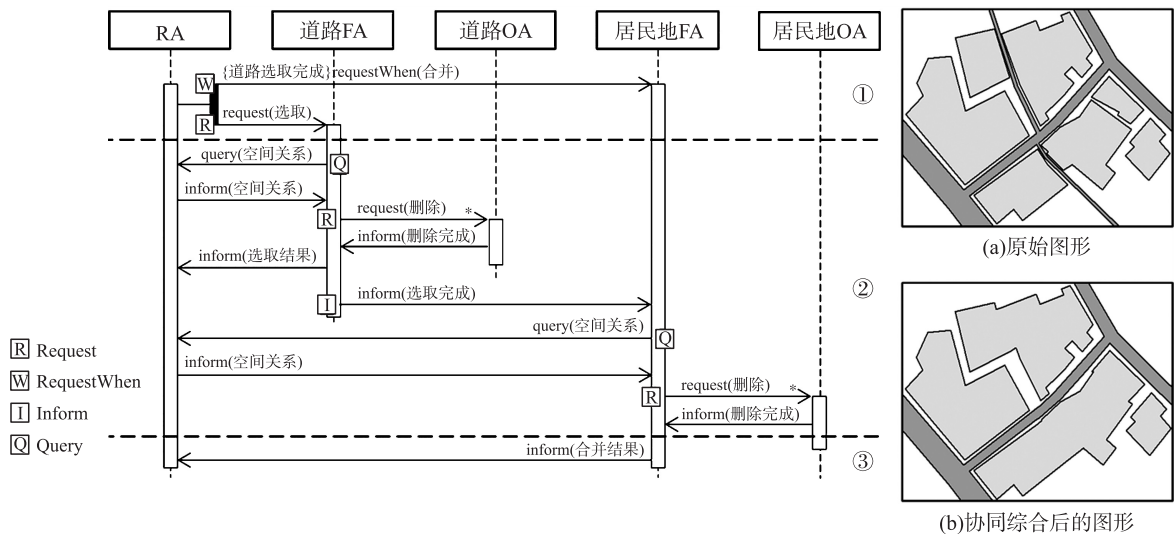 RA
道路FA
道路OA
居民地FA
居民地OA
{道路选取完成}requestWhen(合并)
W
①
request(选取)
R
query(空间关系)
Q
inform(空间关系)
request(删除)
*
R
inform(删除完成)
inform(选取结果)
inform(选取完成)
I
②
query(空间关系)
Q
inform(空间关系)
request(删除)
*
R
inform(删除完成)
inform(合并结果)
③
R Request
W RequestWhen
I Inform
Q Query
(a)原始图形
(b)协同综合后的图形